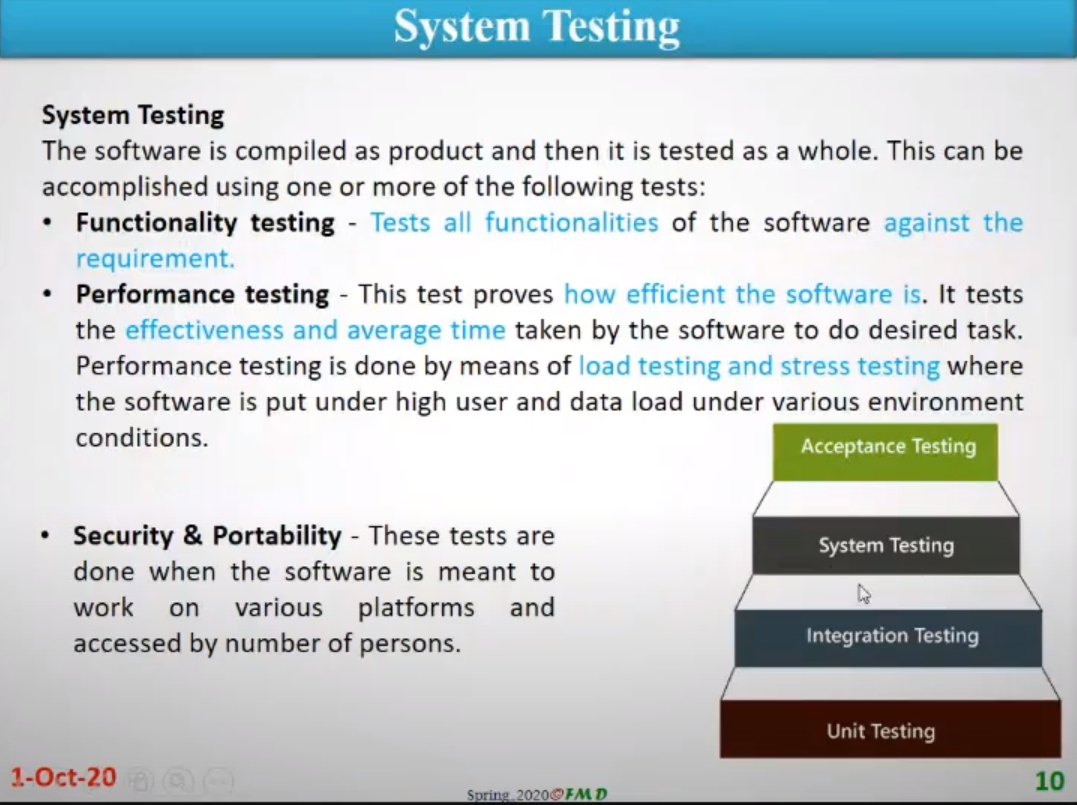 System Testing
System Testing
The software is compiled as product and then it is tested as a whole. This can be
accomplished using one or more of the following tests:
• Functionality testing - Tests all functionalities of the software against the
requirement.
• Performance testing - This test proves how efficient the software is. It tests
the effectiveness and average time taken by the software to do desired task.
Performance testing is done by means of load testing and stress testing where
the software is put under high user and data load under various environment
conditions.
• Security & Portability - These tests are
done when the software is meant to
work on various platforms and
accessed by number of persons.
Acceptance Testing
System Testing
Integration Testing
Unit Testing
1-Oct-20
Spring_2020©FMD
10